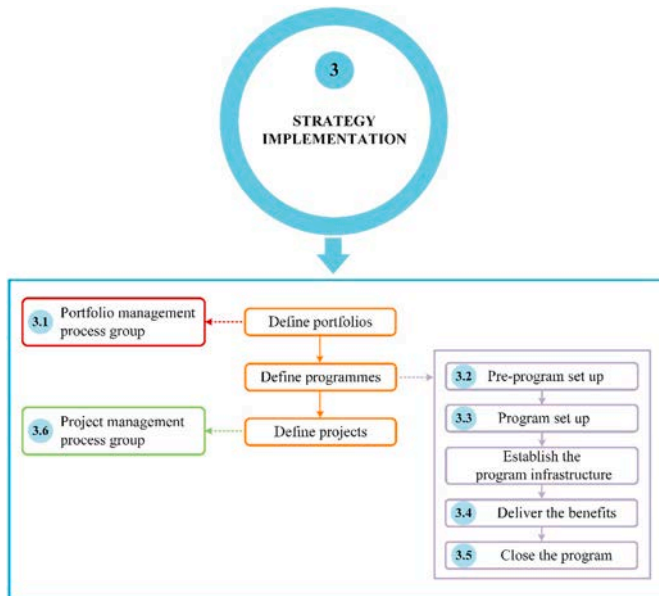 3
STRATEGY
IMPLEMENTATION
3.1 Portfolio management
process group
Define portfolios
Define programmes
3.6 Project management
process group
Define projects
3.2 Pre-program set up
3.3 Program set up
Establish the
program infrastructure
3.4 Deliver the benefits
3.5 Close the program